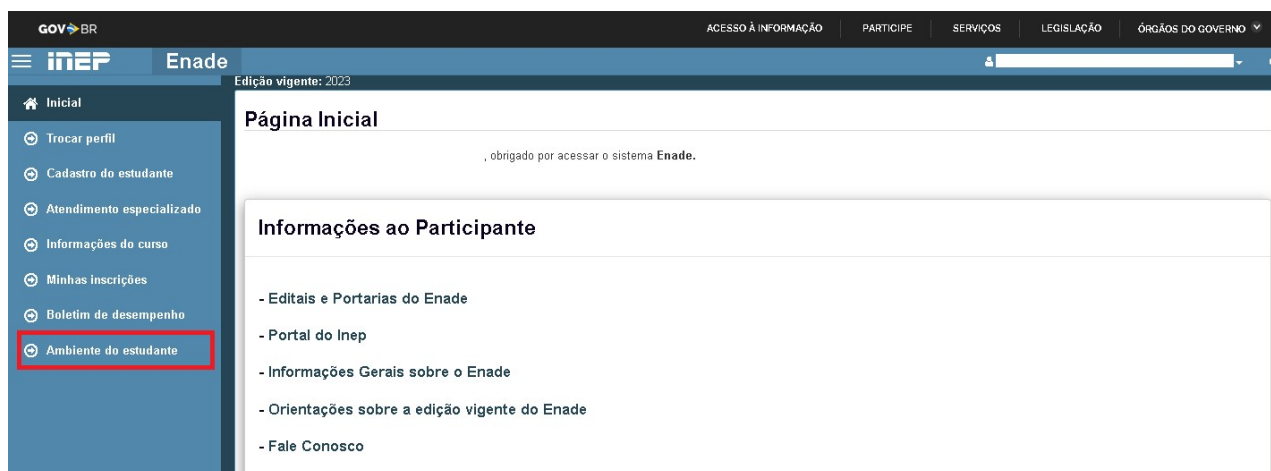 GOV BR
ACESSO À INFORMAÇÃO PARTICIPE SERVIÇOS LEGISLAÇÃO ÓRGÃOS DO GOVERNO
inep Enade
Edição vigente: 2023
Inicial
Trocar perfil
Cadastro do estudante
Atendimento especializado
Informações do curso
Minhas inscrições
Boletim de desempenho
Ambiente do estudante
Página Inicial
, obrigado por acessar o sistema Enade.
Informações ao Participante
- Editais e Portarias do Enade
- Portal do Inep
- Informações Gerais sobre o Enade
- Orientações sobre a edição vigente do Enade
- Fale Conosco